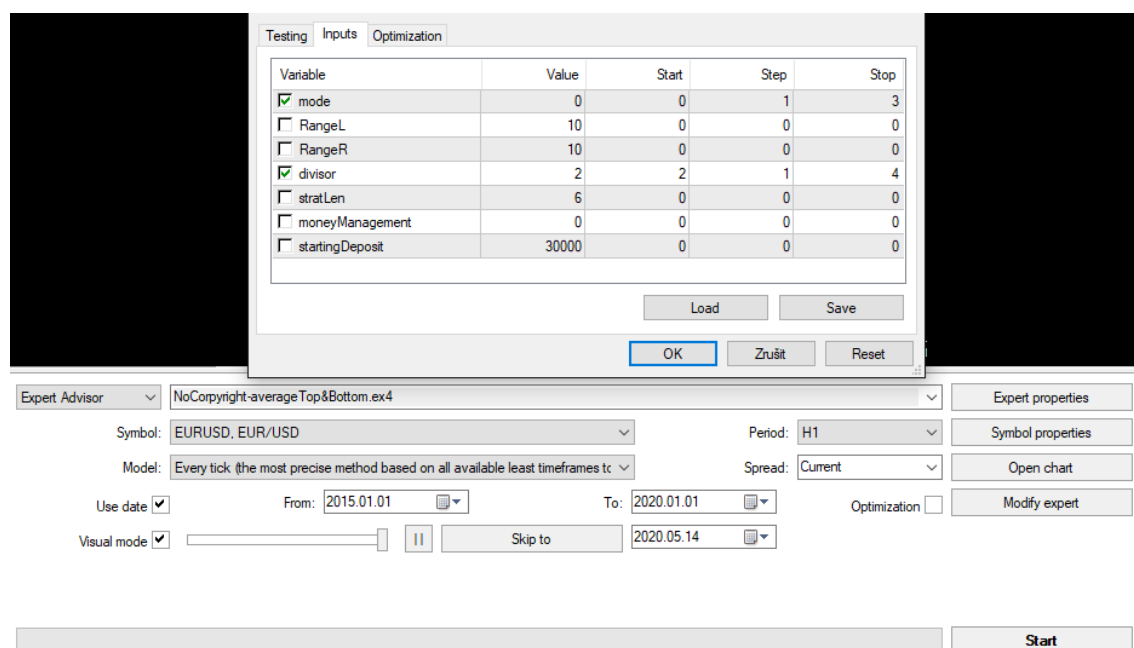 Testing Inputs Optimization
Variable Value Start Step Stop
mode 0 0 1 3
RangeL 10 0 0 0
RangeR 10 0 0 0
divisor 2 2 1 4
stratLen 6 0 0 0
moneyManagement 0 0 0 0
startingDeposit 30000 0 0 0
Load Save
OK Zrušit Reset
Expert Advisor NoCorpyright-averageTop&Bottom.ex4 Expert properties
Symbol: EURUSD, EUR/USD Period: H1 Symbol properties
Model: Every tick (the most precise method based on all available least timeframes to Spread: Current Open chart
Use date From: 2015.01.01 To: 2020.01.01 Optimization Modify expert
Visual mode Skip to 2020.05.14
Start